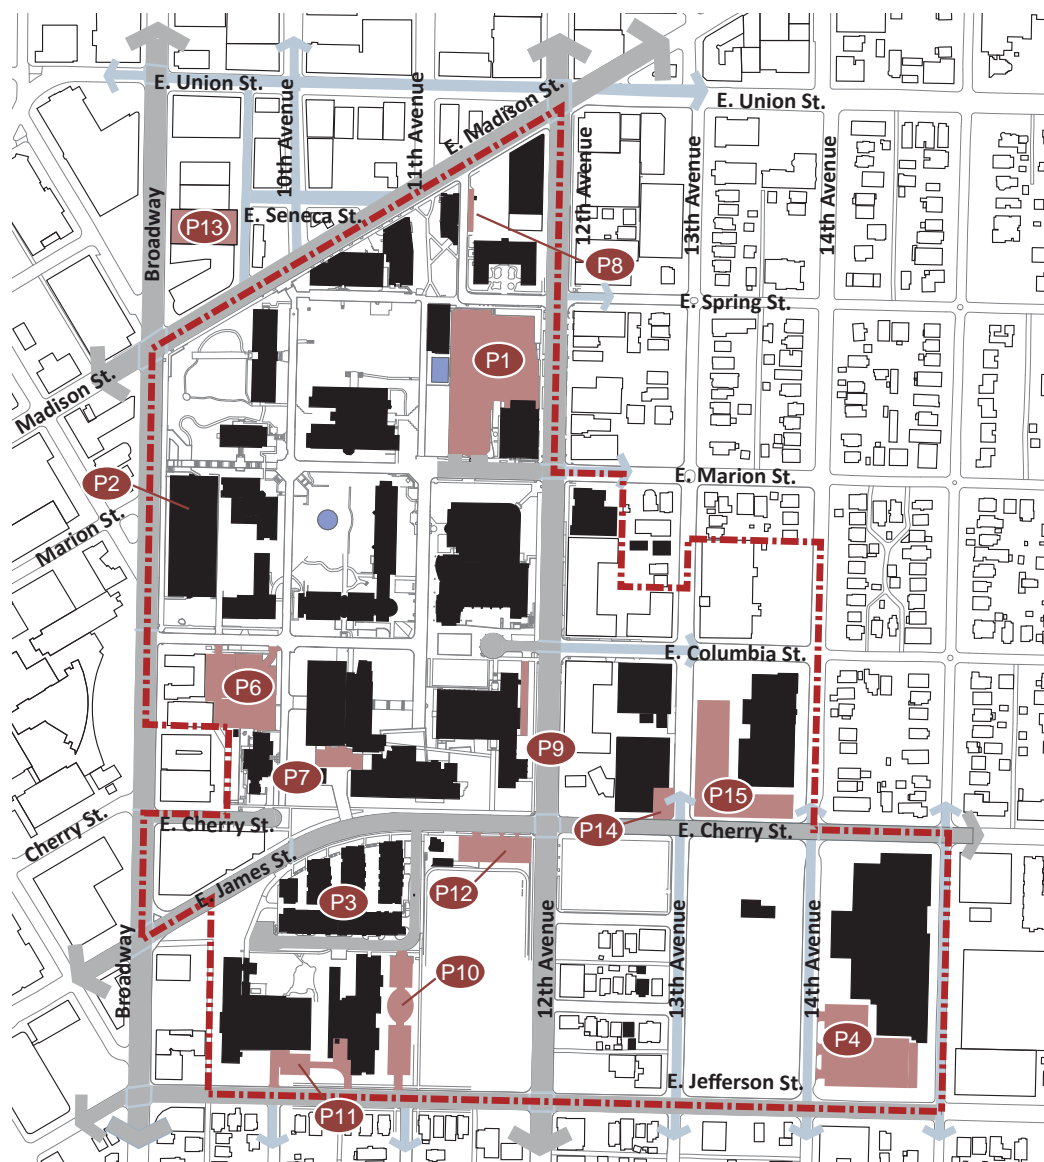 E. Union St.
E. Union St.
E. Madison St.
10th Avenue
11th Avenue
12th Avenue
13th Avenue
14th Avenue
Broadway
E. Seneca St.
P13
P8
E. Spring St.
P1
Madison St.
E. Marion St.
P2
Marion St.
E. Columbia St.
P6
P9
P7
P15
Cherry St.
E. Cherry St.
P14
E. Cherry St.
E. James St.
P12
P3
Broadway
12th Avenue
13th Avenue
14th Avenue
P10
P4
E. Jefferson St.
P11